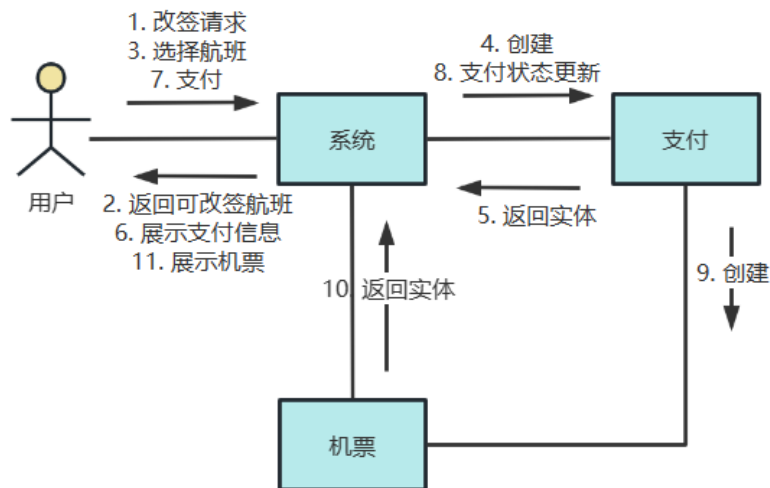 1. 改签请求
3. 选择航班
7. 支付
4. 创建
8. 支付状态更新
系统
支付
用户
2. 返回可改签航班
6. 展示支付信息
11. 展示机票
5. 返回实体
9. 创建
10. 返回实体
机票